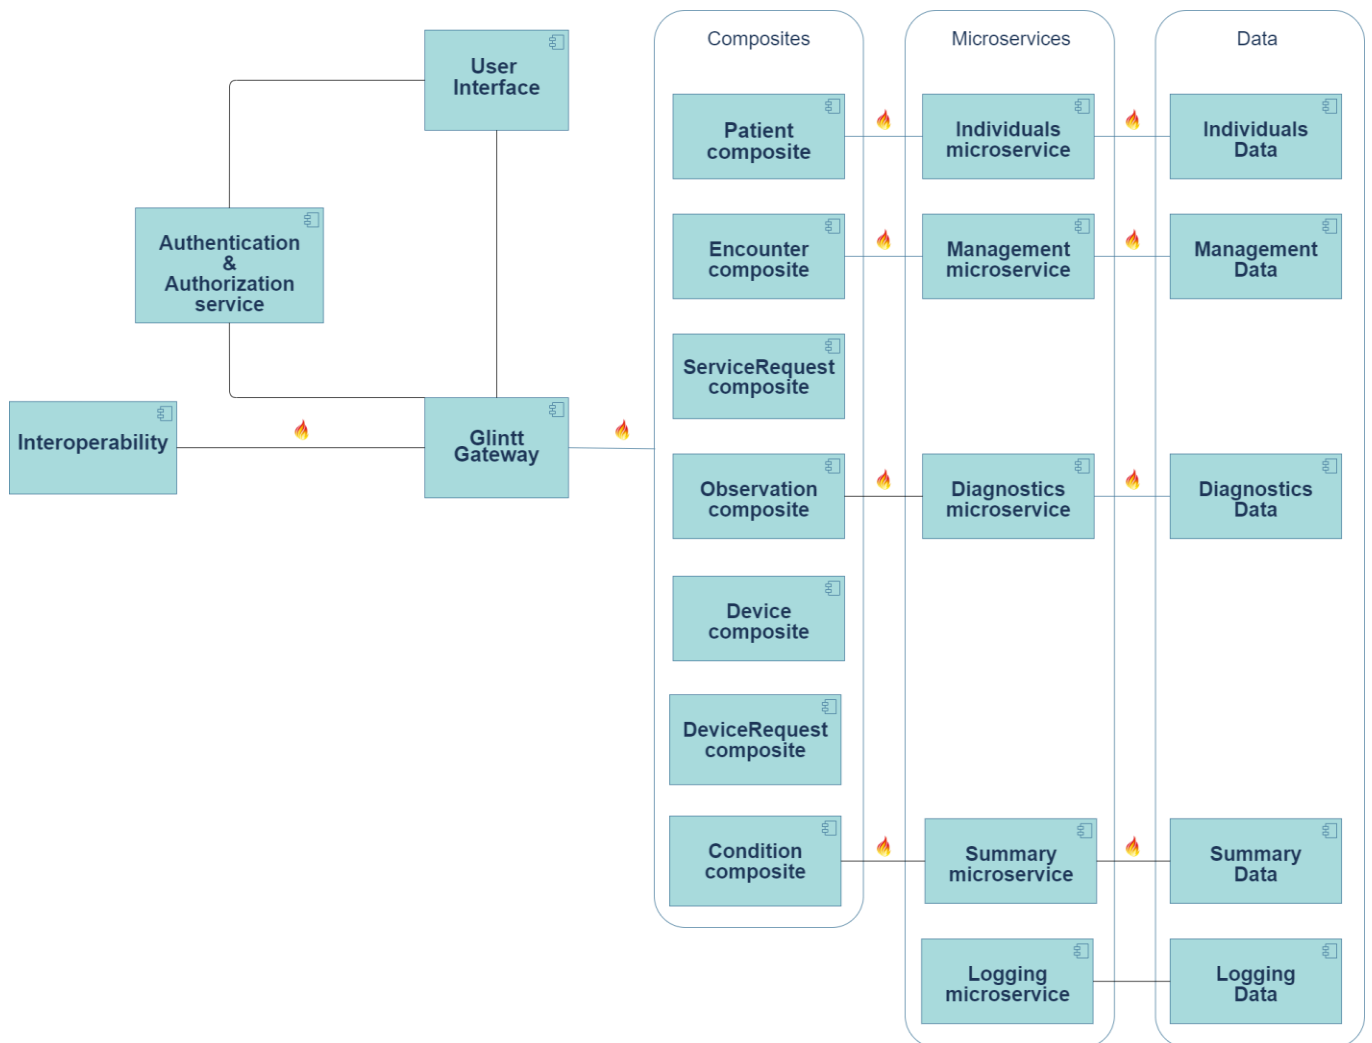 Composites
Microservices
Data
User
Interface
Patient
composite
Individuals
microservice
Individuals
Data
Authentication
&
Authorization
service
Encounter
composite
Management
microservice
Management
Data
ServiceRequest
composite
Interoperability
Glintt
Gateway
Observation
composite
Diagnostics
microservice
Diagnostics
Data
Device
composite
DeviceRequest
composite
Condition
composite
Summary
microservice
Summary
Data
Logging
microservice
Logging
Data